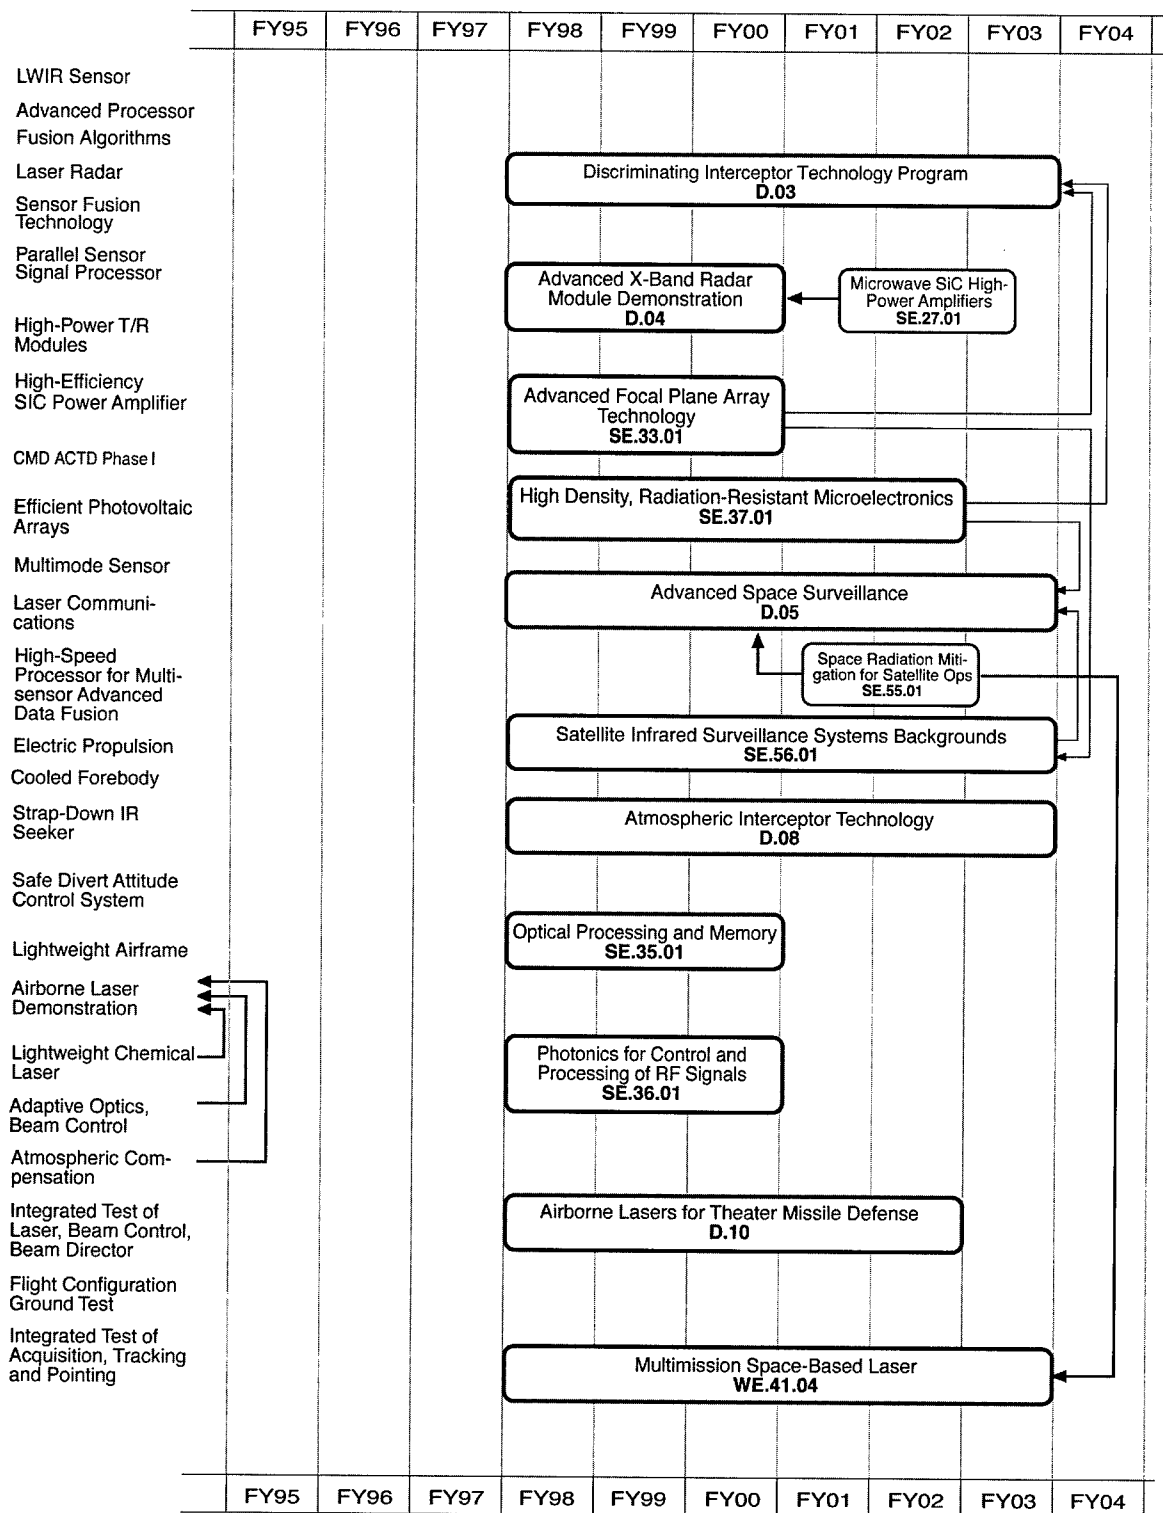 FY95 FY96 FY97 FY98 FY99 FY00 FY01 FY02 FY03 FY04
LWIR Sensor
Advanced Processor
Fusion Algorithms
Laser Radar
Discriminating Interceptor Technology Program
D.03
Sensor Fusion
Technology
Parallel Sensor
Signal Processor
Advanced X-Band Radar
Module Demonstration
D.04
Microwave SiC High-
Power Amplifiers
SE.27.01
High-Power T/R
Modules
High-Efficiency
SIC Power Amplifier
Advanced Focal Plane Array
Technology
SE.33.01
CMD ACTD Phase I
High Density, Radiation-Resistant Microelectronics
SE.37.01
Efficient Photovoltaic
Arrays
Multimode Sensor
Advanced Space Surveillance
D.05
Laser Communi-
cations
High-Speed
Processor for Multi-
sensor Advanced
Data Fusion
Space Radiation Miti-
gation for Satellite Ops
SE.55.01
Electric Propulsion
Satellite Infrared Surveillance Systems Backgrounds
SE.56.01
Cooled Forebody
Strap-Down IR
Seeker
Atmospheric Interceptor Technology
D.08
Safe Divert Attitude
Control System
Lightweight Airframe
Optical Processing and Memory
SE.35.01
Airborne Laser
Demonstration
Lightweight Chemical
Laser
Photonics for Control and
Processing of RF Signals
SE.36.01
Adaptive Optics,
Beam Control
Atmospheric Com-
pensation
Integrated Test of
Laser, Beam Control,
Beam Director
Airborne Lasers for Theater Missile Defense
D.10
Flight Configuration
Ground Test
Integrated Test of
Acquisition, Tracking
and Pointing
Multimission Space-Based Laser
WE.41.04
FY95 FY96 FY97 FY98 FY99 FY00 FY01 FY02 FY03 FY04